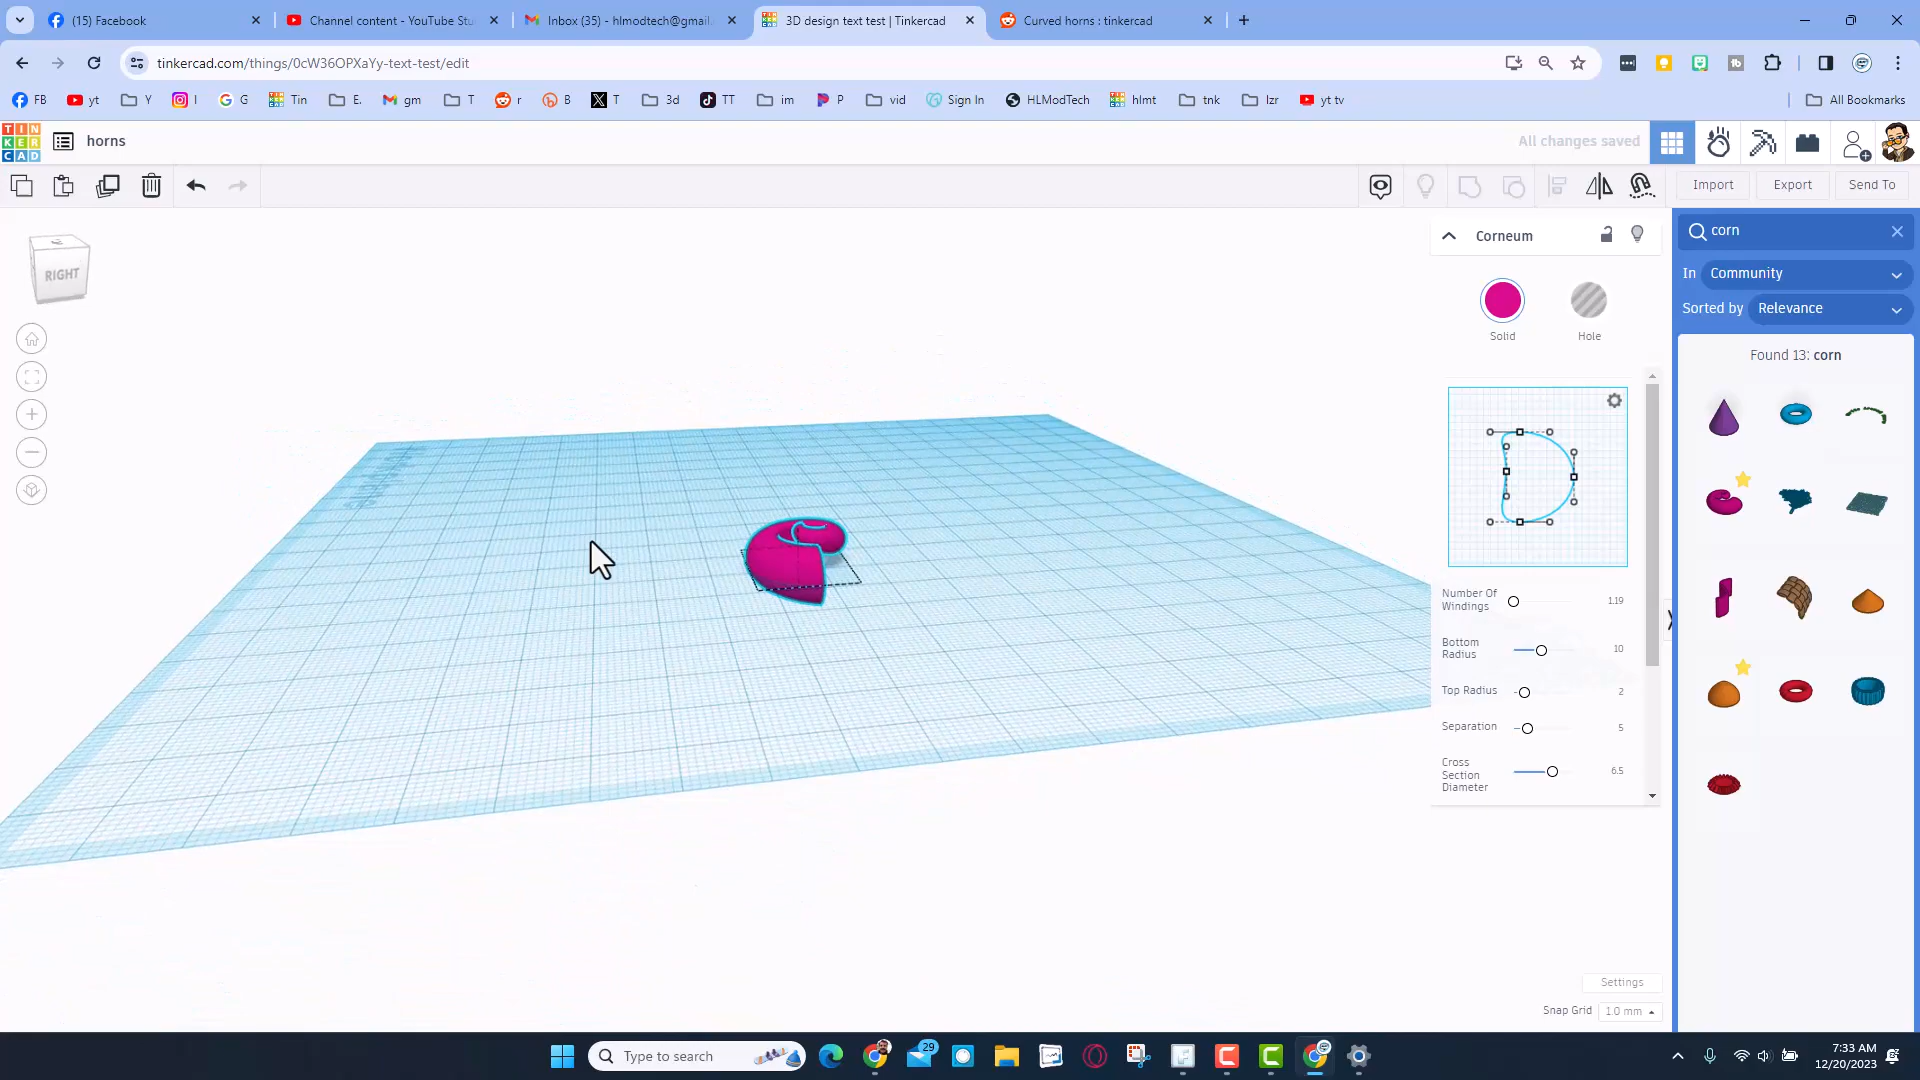 (15) Facebook
Channel content - YouTube Stu
Inbox (35) - hlmodtech@gmail.
3D design text test | Tinkercad
Curved horns : tinkercad
tinkercad.com/things/0cW36OPXaYy-text-test/edit
FB
yt
Y
I
G
Tin
E.
gm
T
r
B
T
3d
TT
im
P
vid
Sign In
HLModTech
hlmt
tnk
lzr
yt tv
All Bookmarks
TIN
KER
CAD
horns
All changes saved
Import
Export
Send To
RIGHT
Corneum
Solid
Hole
Number Of
Windings
1.19
Bottom
Radius
10
Top Radius
2
Separation
5
Cross
Section
Diameter
6.5
Settings
Snap Grid
1.0 mm
corn
In
Community
Sorted by
Relevance
Found 13: corn
Type to search
29
7:33 AM
12/20/2023